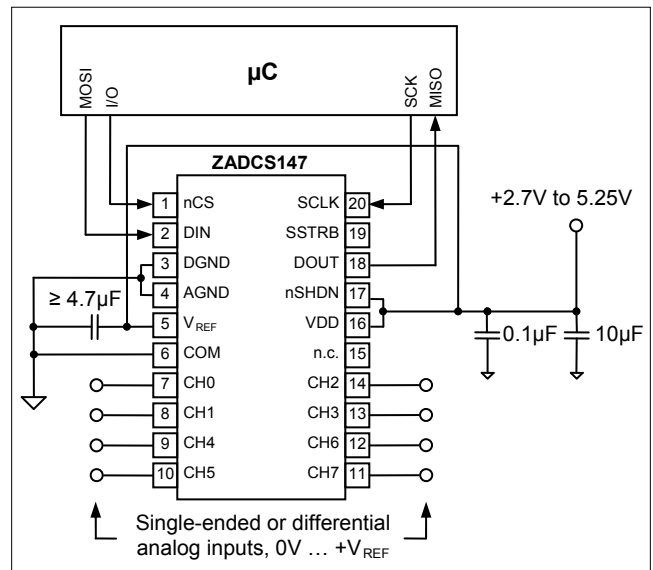 µC
MOSI
I/O
SCK
MISO
ZADCS147
1 nCS SCLK 20
2 DIN SSTRB 19
3 DGND DOUT 18
4 AGND nSHDN 17
5 VREF VDD 16
6 COM n.c. 15
7 CH0 CH2 14
8 CH1 CH3 13
9 CH4 CH6 12
10 CH5 CH7 11
+2.7V to 5.25V
≥ 4.7µF
0.1µF
10µF
Single-ended or differential
analog inputs, 0V … +VREF